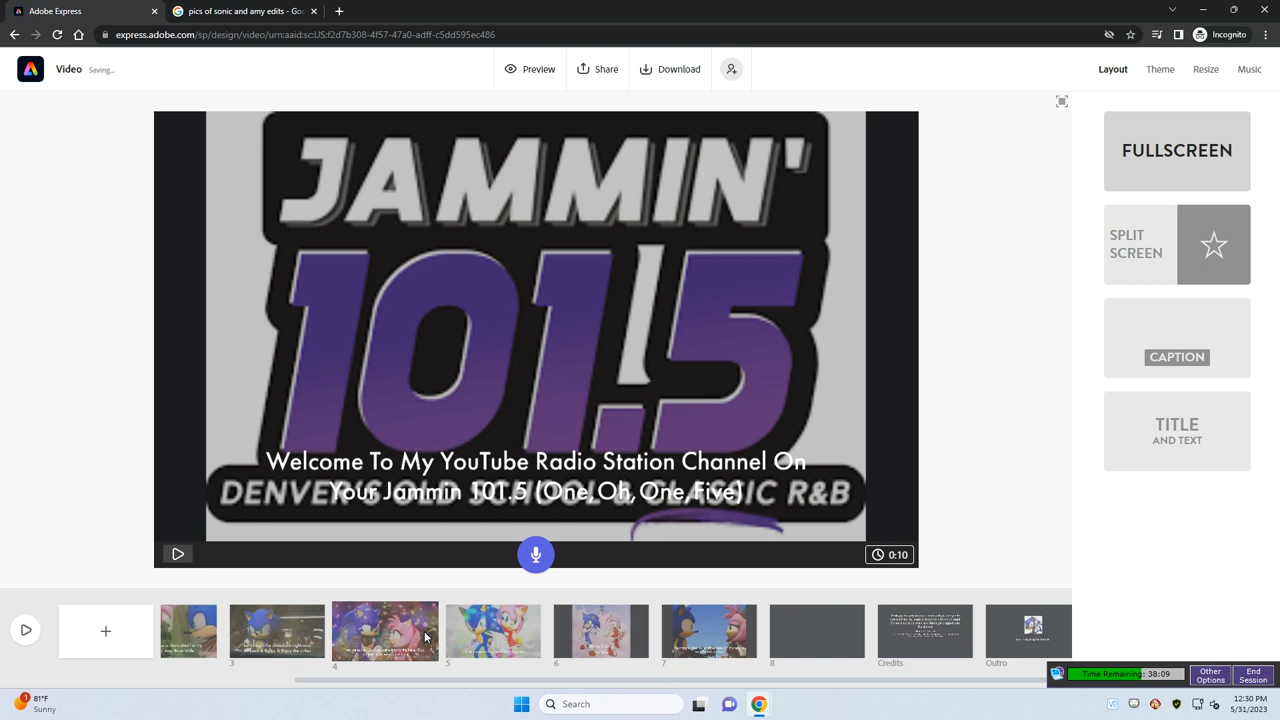 Adobe Express
pics of sonic and amy edits - Go
express.adobe.com/sp/design/video/urn:aaid:sc:US:f2d7b308-4f57-47a0-adff-c5dd595ec486
Incognito
Video
Saving...
Preview
Share
Download
Layout
Theme
Resize
Music
JAMMIN'
101.5
Welcome To My YouTube Radio Station Channel On
Your Jammin 101.5 (One,Oh,One,Five)
DENVER'S OLD SCHOOL & CLASSIC R&B
0:10
FULLSCREEN
SPLIT
SCREEN
CAPTION
TITLE
AND TEXT
3
4
5
6
7
8
Credits
Outro
Time Remaining: 38:09
Other
Options
End
Session
1
81°F
Sunny
Search
12:30 PM
5/31/2023